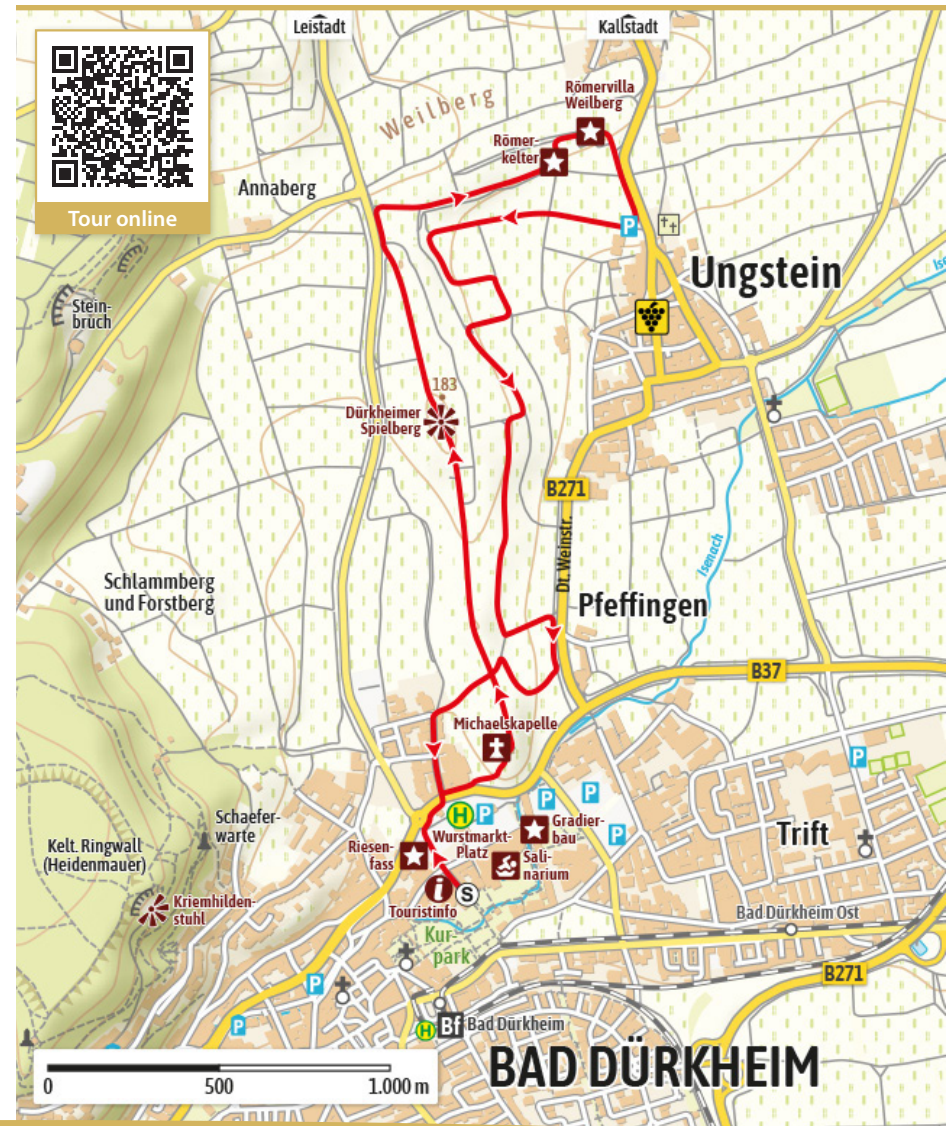 Leistadt
Kallstadt
Tour online
Weilberg
Römervilla
Weilberg
Römer-
kelter
P
Annaberg
Ungstein
Stein-
bruch
Ise
183
Dürkheimer
Spielberg
B271
Dt. Weinstr.
Isenach
Schlammberg
und Forstberg
Pfeffingen
B37
Michaelskapelle
P
Schaefer-
warte
H
P
P
P
P
Wurstmarkt-
Platz
Gradier-
bau
Trift
Kelt. Ringwall
(Heidenmauer)
Riesen-
fass
Sali-
narium
Kriemhilden-
stuhl
i
S
Touristinfo
Kur-
park
Bad Dürkheim Ost
B271
P
P
H
Bf
Bad Dürkheim
BAD DÜRKHEIM
0
500
1.000 m